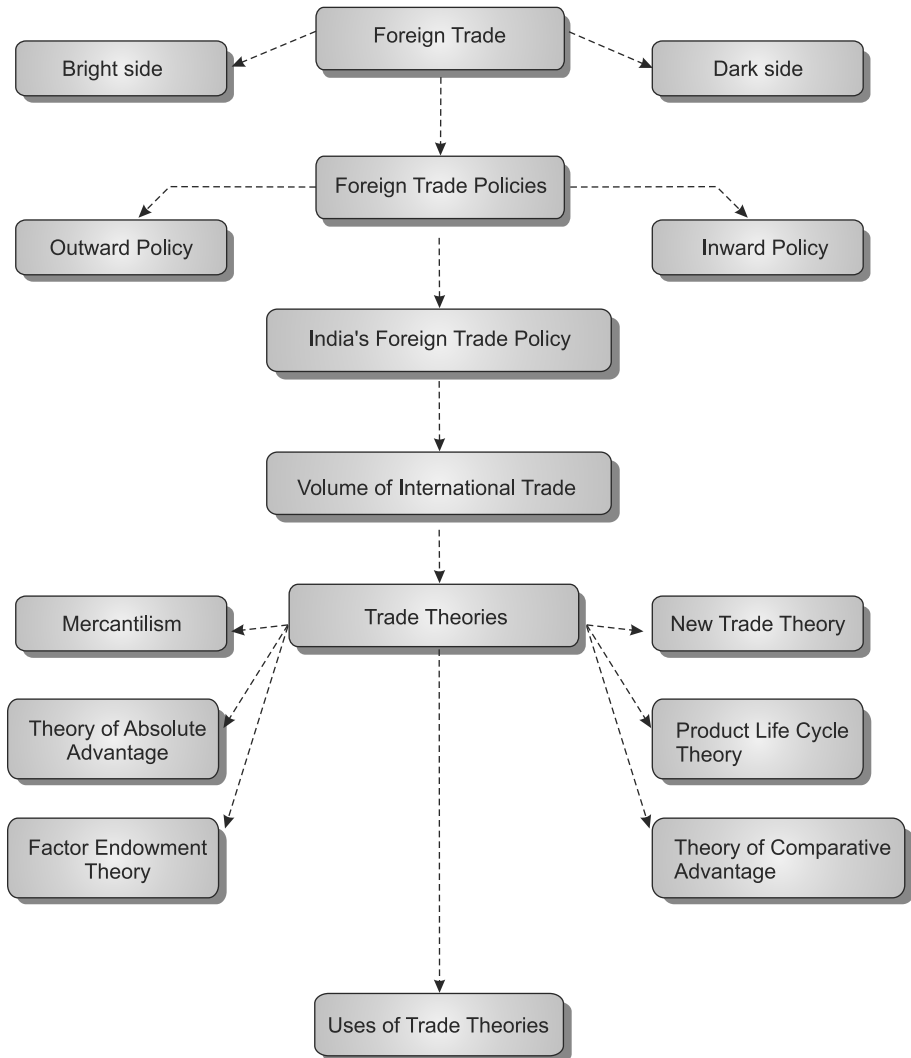 Foreign Trade
Bright side
Dark side
Foreign Trade Policies
Outward Policy
Inward Policy
India's Foreign Trade Policy
Volume of International Trade
Trade Theories
Mercantilism
New Trade Theory
Theory of Absolute
Advantage
Product Life Cycle
Theory
Factor Endowment
Theory
Theory of Comparative
Advantage
Uses of Trade Theories